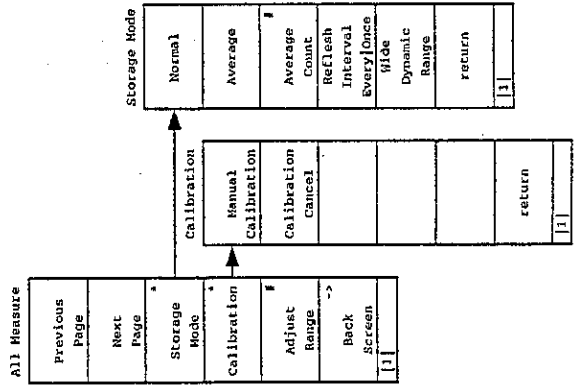 All Measure
Previous
Page
Next
Page
*
Storage
Mode
*
Calibration
#
Adjust
Range
->
Back
Screen
|1|
Calibration
Manual
Calibration
Calibration
Cancel
return
|1|
Storage Mode
Normal
Average
#
Average
Count
Reflesh
Interval
Every|Once
Wide
Dynamic
Range
return
|1|